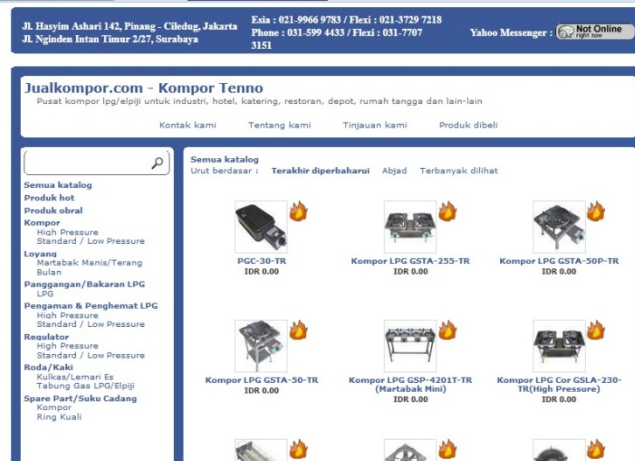 JL Hasyim Ashari 142, Pinang - Ciledug, Jakarta
JL Nginden Intan Timur 2/27, Surabaya
Esia : 021-9966 9783 / Flexi : 021-3729 7218
Phone : 031-599 4433 / Flexi : 031-7707
3151
Yahoo Messenger :
Not Online
right now
Jualkompor.com - Kompor Tenno
Pusat kompor lpg/elpiji untuk industri, hotel, katering, restoran, depot, rumah tangga dan lain-lain
Kontak kami Tentang kami Tinjauan kami Produk dibeli
Semua katalog
Produk hot
Produk obral
Kompor
High Pressure
Standard / Low Pressure
Loyang
Martabak Manis/Terang
Bulan
Panggangan/Bakaran LPG
LPG
Pengaman & Penghemat LPG
High Pressure
Standard / Low Pressure
Regulator
High Pressure
Standard / Low Pressure
Roda/Kaki
Kulkas/Lemari Es
Tabung Gas LPG/Elpiji
Spare Part/Suku Cadang
Kompor
Ring Kuali
Semua katalog
Urut berdasar : Terakhir diperbaharui Abjad Terbanyak dilihat
PGC-30-TR
IDR 0.00
Kompor LPG GSTA-255-TR
IDR 0.00
Kompor LPG GSTA-50P-TR
IDR 0.00
Kompor LPG GSTA-50-TR
IDR 0.00
Kompor LPG GSP-4201T-TR
(Martabak Mini)
IDR 0.00
Kompor LPG Cor GSLA-230-
TR(High Pressure)
IDR 0.00